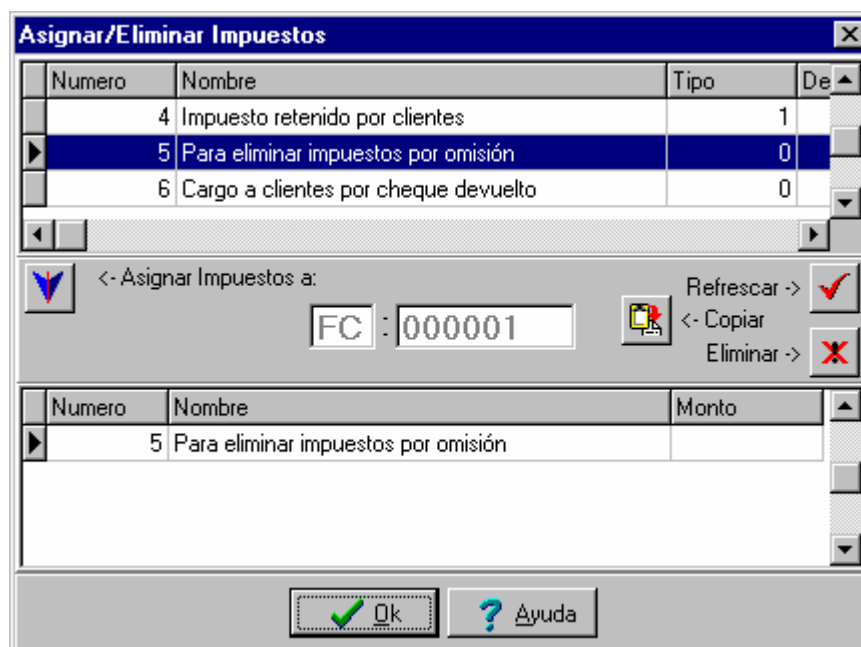 Asignar/Eliminar Impuestos
Numero Nombre Tipo De
4 Impuesto retenido por clientes 1
5 Para eliminar impuestos por omisión 0
6 Cargo a clientes por cheque devuelto 0
<- Asignar Impuestos a:
Refrescar ->
FC : 000001
<- Copiar
Eliminar ->
Numero Nombre Monto
5 Para eliminar impuestos por omisión
Ok Ayuda